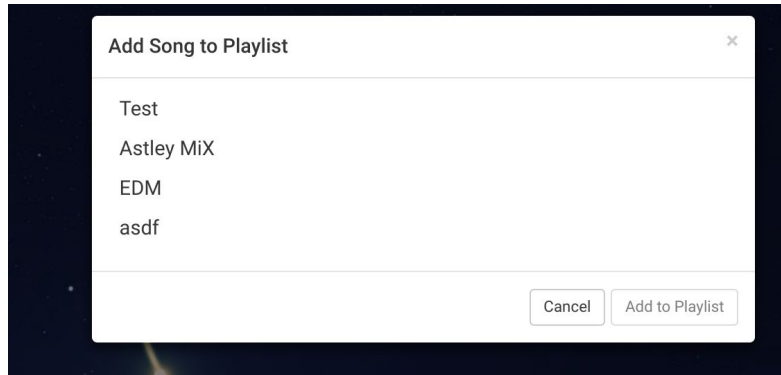 Add Song to Playlist ×
Test
Astley MiX
EDM
asdf
Cancel Add to Playlist